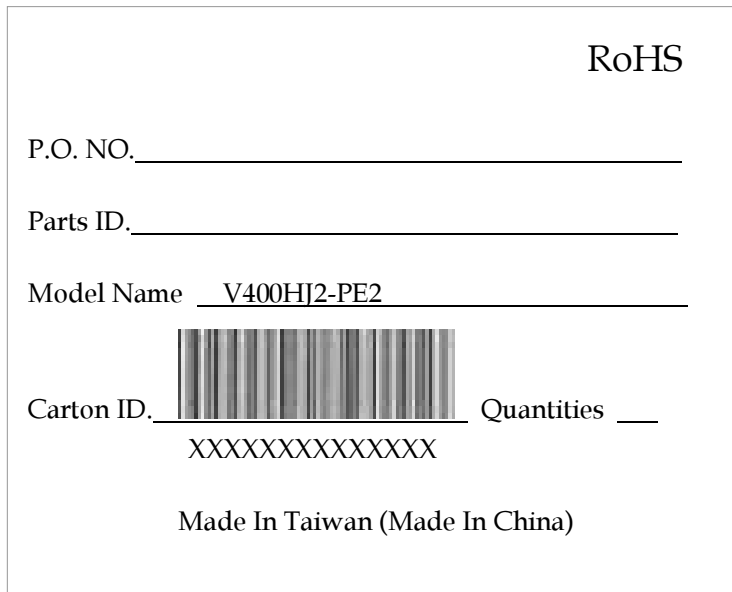 RoHS
P.O. NO.
Parts ID.
Model Name V400HJ2-PE2
Carton ID. Quantities
XXXXXXXXXXXXXX
Made In Taiwan (Made In China)